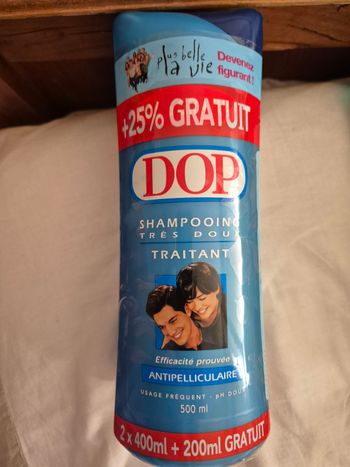 plus belle
la vie
Devenez
figurant !
+25% GRATUIT
DOP
SHAMPOOING
TRÈS DOUX
TRAITANT
Efficacité prouvée
ANTIPELLICULAIRE
USAGE FRÉQUENT - pH DOUX
500 ml
2 x 400ml + 200ml GRATUIT